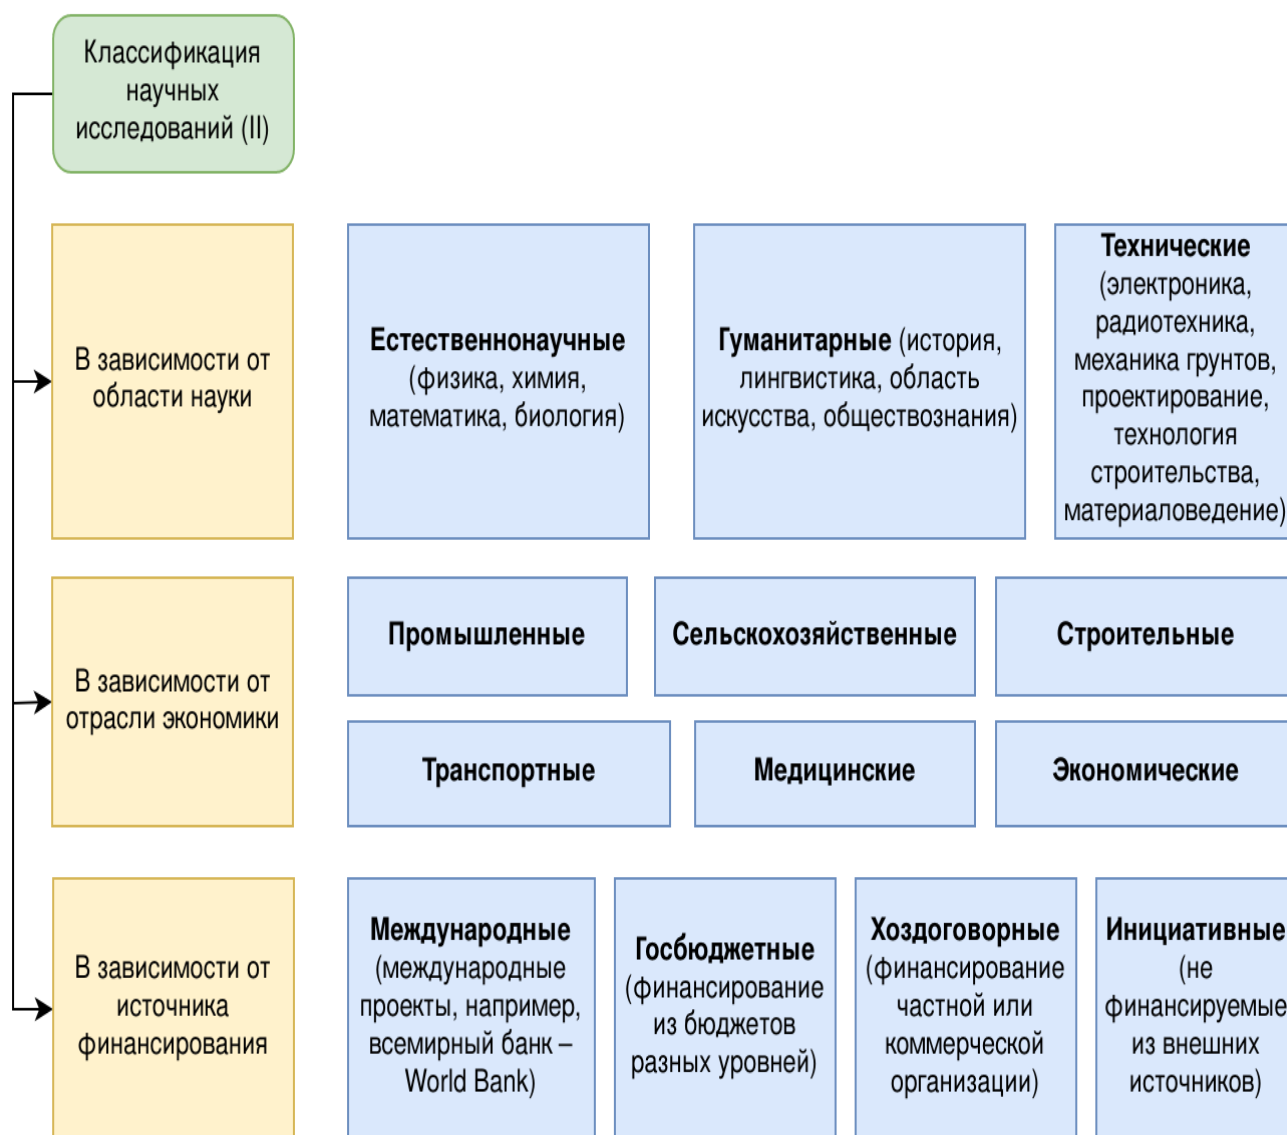 Классификация
научных
исследований (II)
В зависимости от
области науки
Естественнонаучные
(физика, химия,
математика, биология)
Гуманитарные (история,
лингвистика, область
искусства, обществознания)
Технические
(электроника,
радиотехника,
механика грунтов,
проектирование,
технология
строительства,
материаловедение)
В зависимости от
отрасли экономики
Промышленные
Сельскохозяйственные
Строительные
Транспортные
Медицинские
Экономические
В зависимости от
источника
финансирования
Международные
(международные
проекты, например,
всемирный банк –
World Bank)
Госбюджетные
(финансирование
из бюджетов
разных уровней)
Хоздоговорные
(финансирование
частной или
коммерческой
организации)
Инициативные
(не
финансируемые
из внешних
источников)